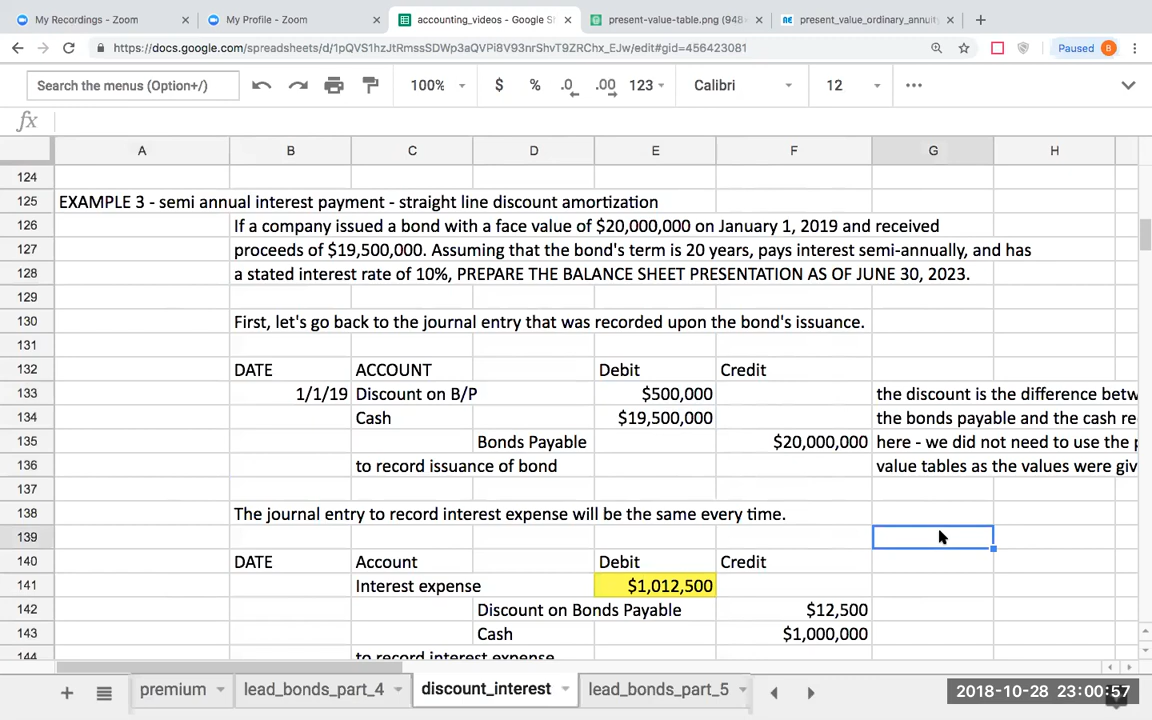 My Recordings - Zoom
My Profile - Zoom
accounting_videos - Google S
present-value-table.png (948
present_value_ordinary_annuit
https://docs.google.com/spreadsheets/d/1pQVS1hzJtRmssSDWp3aQVPi8V93nrShvT9ZRChx_EJw/edit#gid=456423081
Paused B
Search the menus (Option+/) 100% $ % .0 .00 123 Calibri 12
fx
A B C D E F G H
124
125 EXAMPLE 3 - semi annual interest payment - straight line discount amortization
126 If a company issued a bond with a face value of $20,000,000 on January 1, 2019 and received
127 proceeds of $19,500,000. Assuming that the bond's term is 20 years, pays interest semi-annually, and has
128 a stated interest rate of 10%, PREPARE THE BALANCE SHEET PRESENTATION AS OF JUNE 30, 2023.
129
130 First, let's go back to the journal entry that was recorded upon the bond's issuance.
131
132 DATE ACCOUNT Debit Credit
133 1/1/19 Discount on B/P $500,000 the discount is the difference betw
134 Cash $19,500,000 the bonds payable and the cash re
135 Bonds Payable $20,000,000 here - we did not need to use the p
136 to record issuance of bond value tables as the values were giv
137
138 The journal entry to record interest expense will be the same every time.
139
140 DATE Account Debit Credit
141 Interest expense $1,012,500
142 Discount on Bonds Payable $12,500
143 Cash $1,000,000
144 to record interest expense
premium lead_bonds_part_4 discount_interest lead_bonds_part_5
2018-10-28 23:00:57